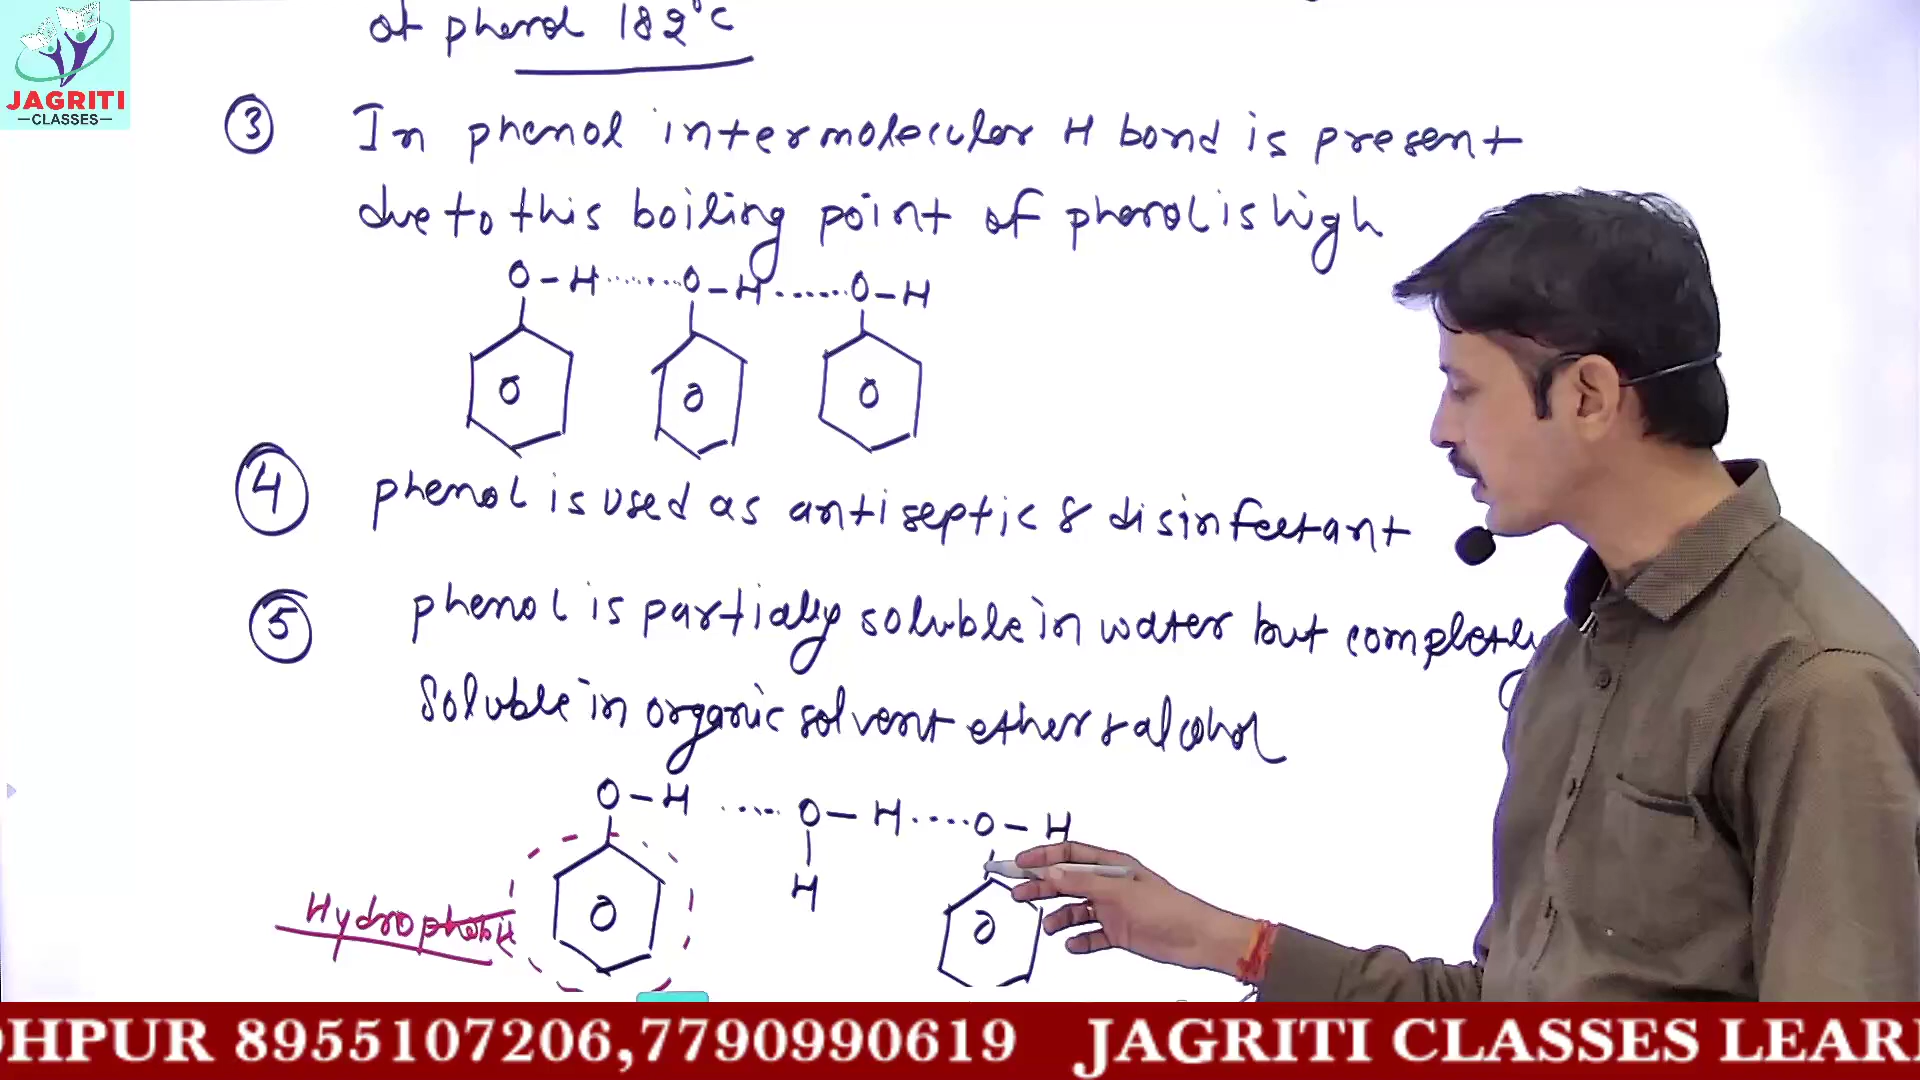 of phenol 182°C
JAGRITI
CLASSES
③ In phenol intermolecular H bond is present
due to this boiling point of phenol is high
O-H......O-H......O-H
④ phenol is used as antiseptic & disinfectant
⑤ phenol is partially soluble in water but completely
Soluble in organic solvent ether & alcohol
O-H.....O-H....O-H
H
Hydrophobic
DHPUR 8955107206,7790990619 JAGRITI CLASSES LEAR